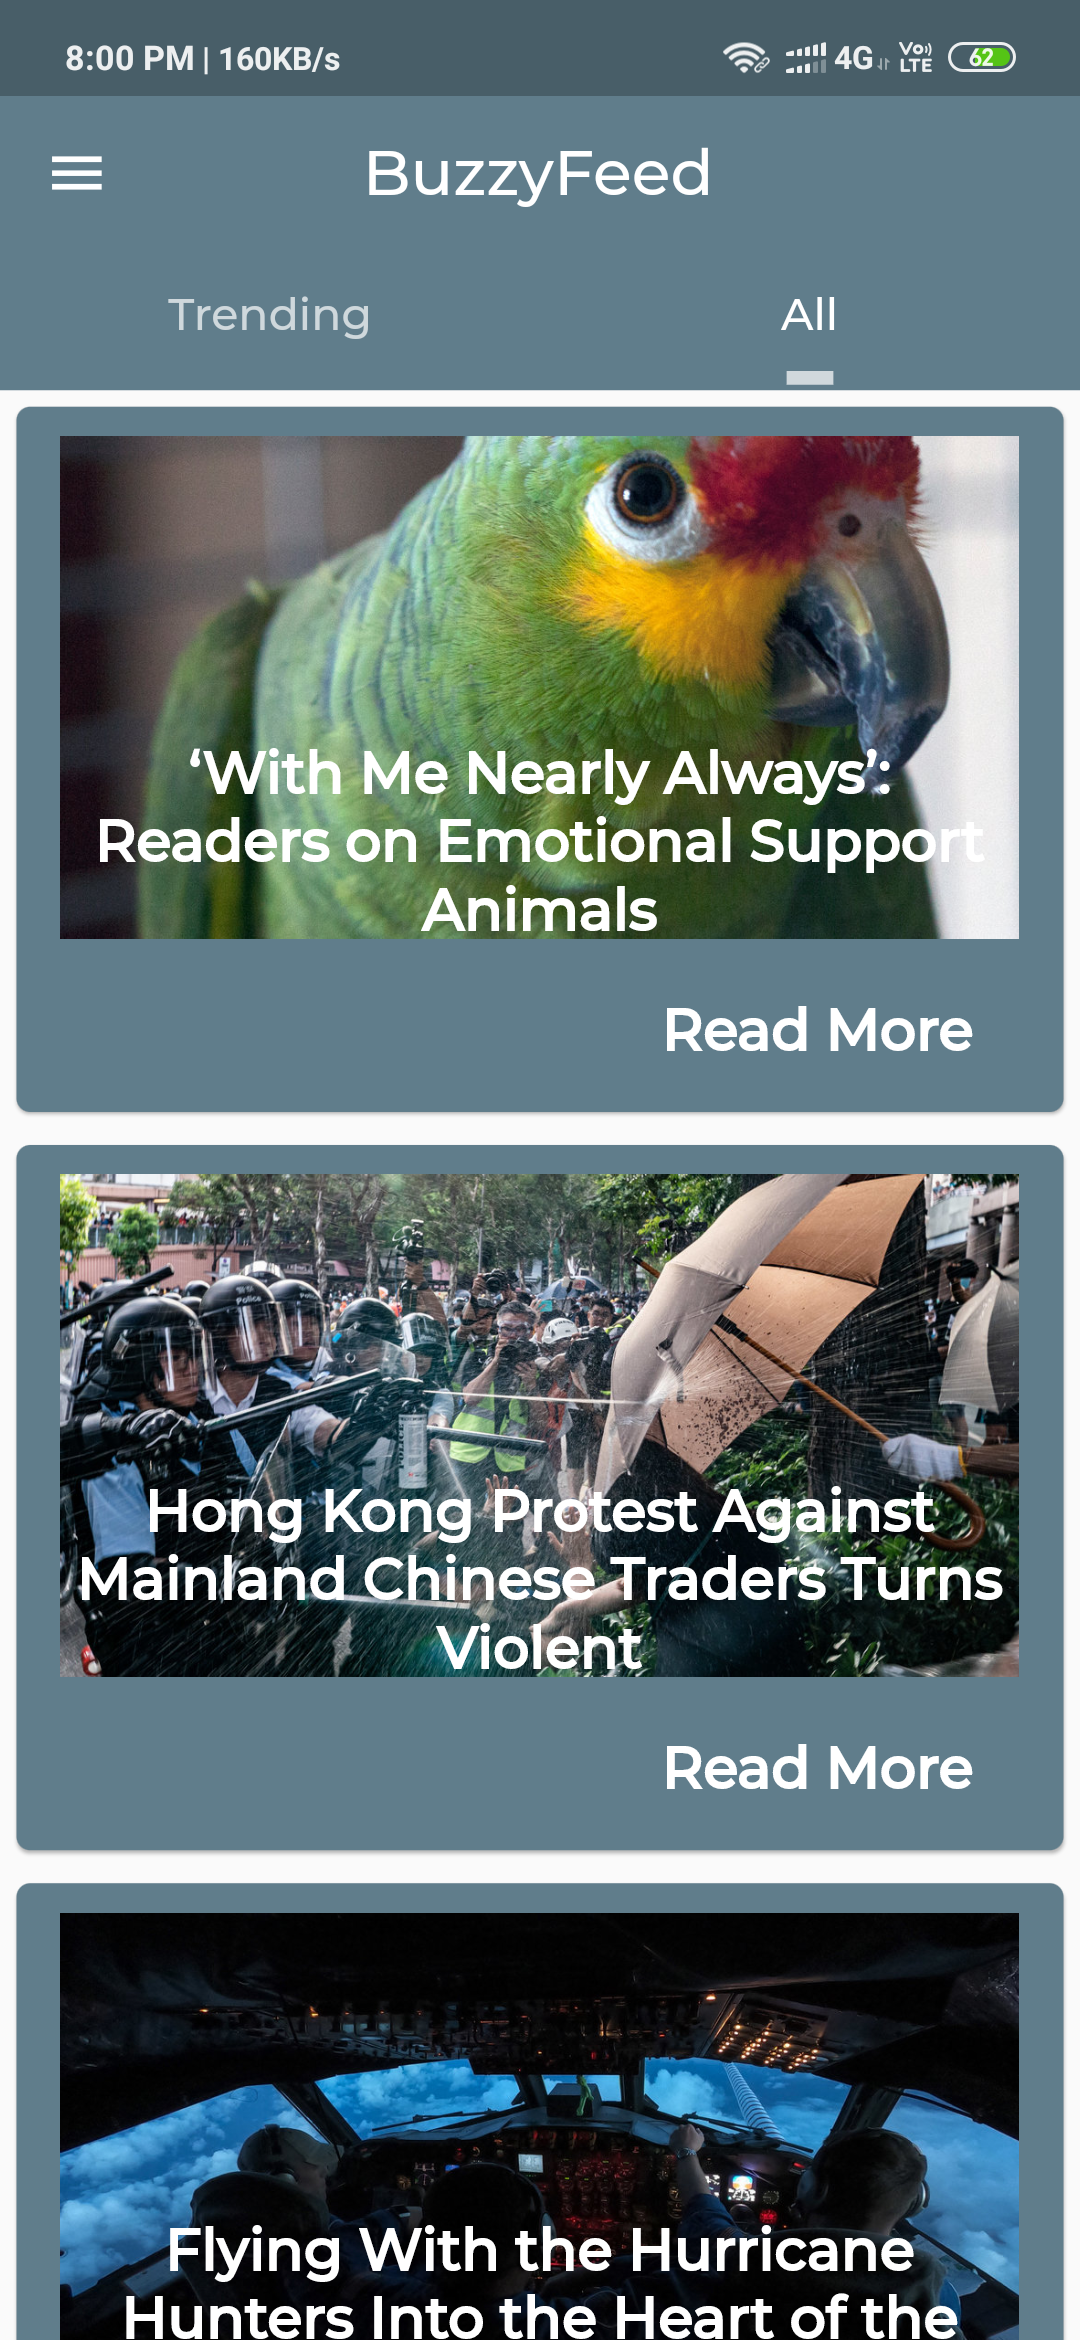 8:00 PM | 160KB/s 4G Vo)) LTE 62
BuzzyFeed
Trending All
‘With Me Nearly Always’:
Readers on Emotional Support
Animals
Read More
Police
Hong Kong Protest Against
Mainland Chinese Traders Turns
Violent
Read More
Flying With the Hurricane
Hunters Into the Heart of the